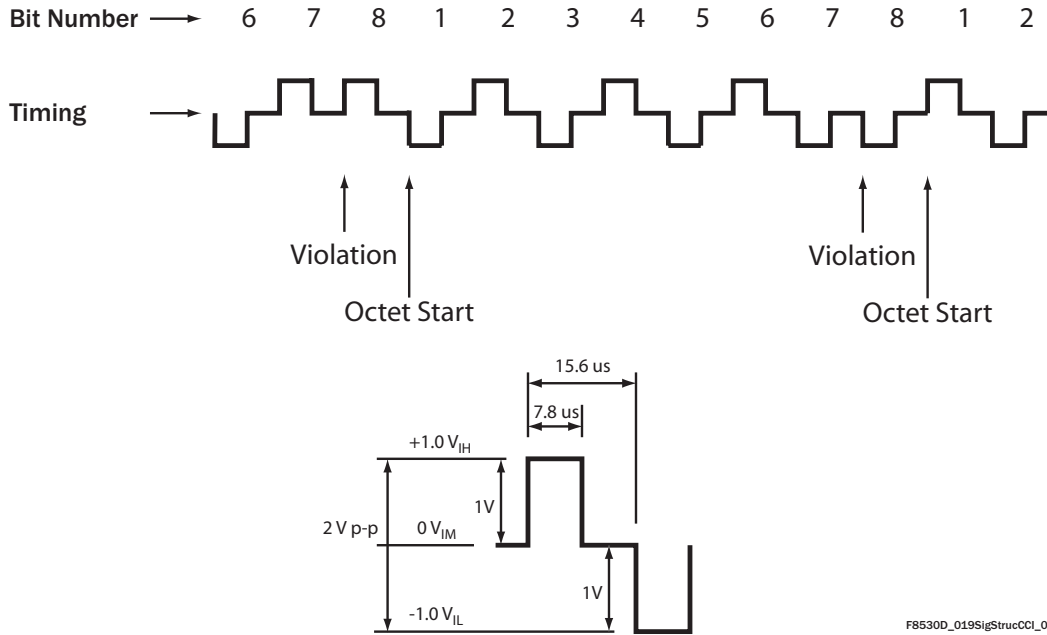 Bit Number 6 7 8 1 2 3 4 5 6 7 8 1 2
Timing
Violation Violation
Octet Start Octet Start
15.6 us
7.8 us
+1.0 VIH
1V
2 V p-p 0 VIM
1V
-1.0 VIL
F8530D_019SigStrucCCI_0